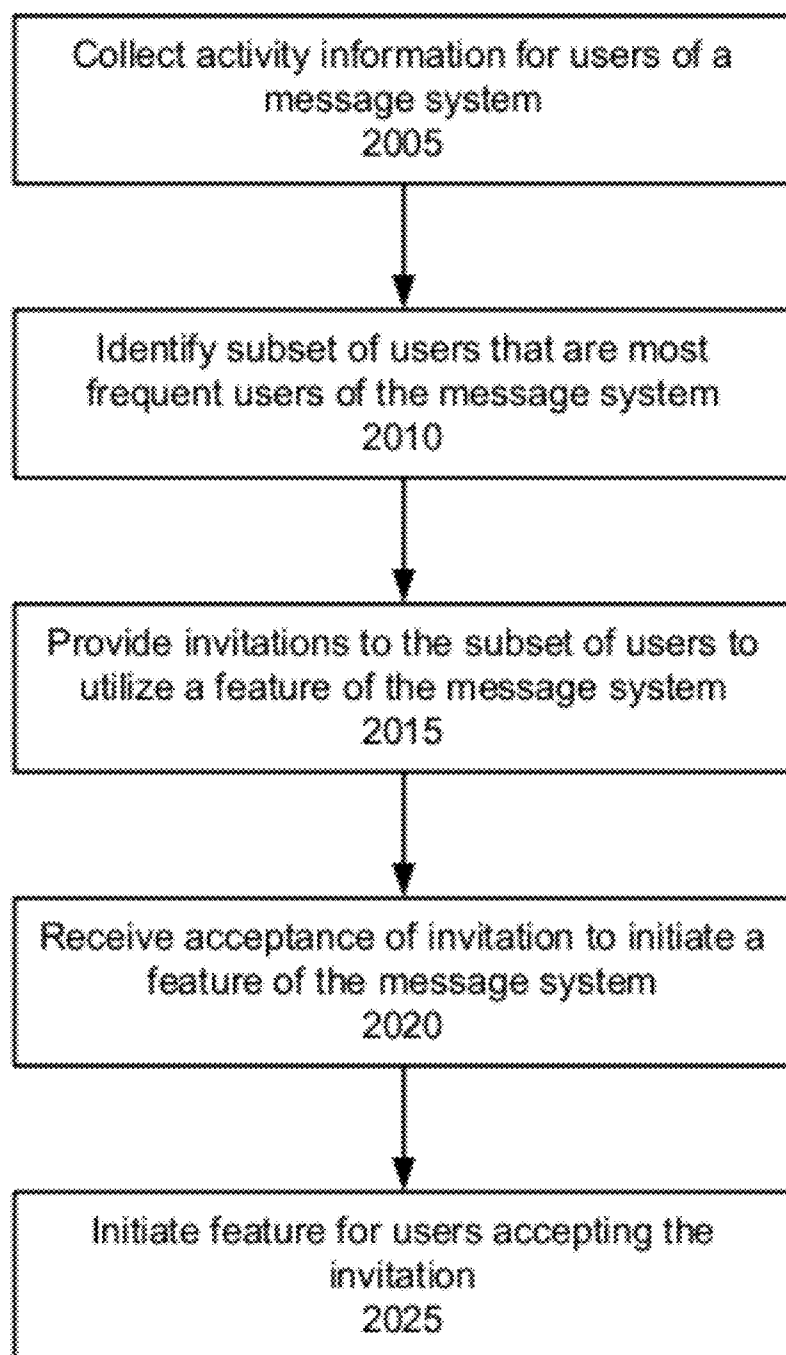 Collect activity information for users of a
message system
2005
Identify subset of users that are most
frequent users of the message system
2010
Provide invitations to the subset of users to
utilize a feature of the message system
2015
Receive acceptance of invitation to initiate a
feature of the message system
2020
Initiate feature for users accepting the
invitation
2025